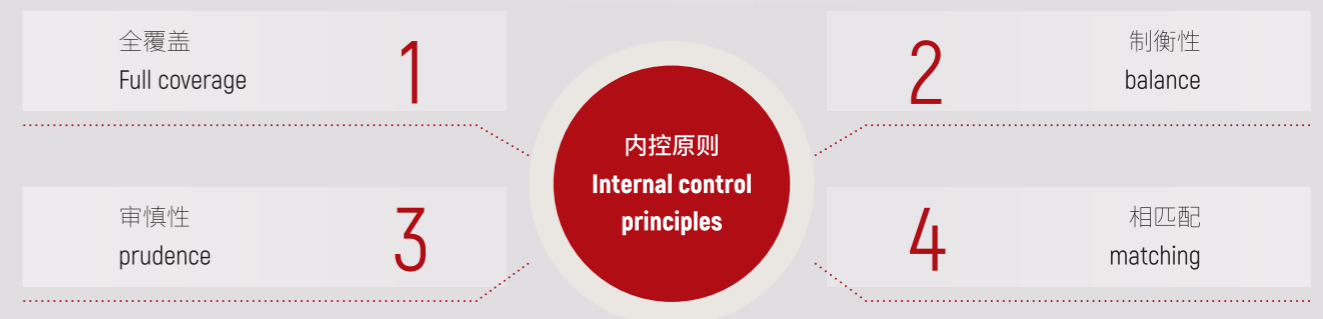 全覆盖
Full coverage
1
2
制衡性
balance
内控原则
Internal control
principles
审慎性
prudence
3
4
相匹配
matching